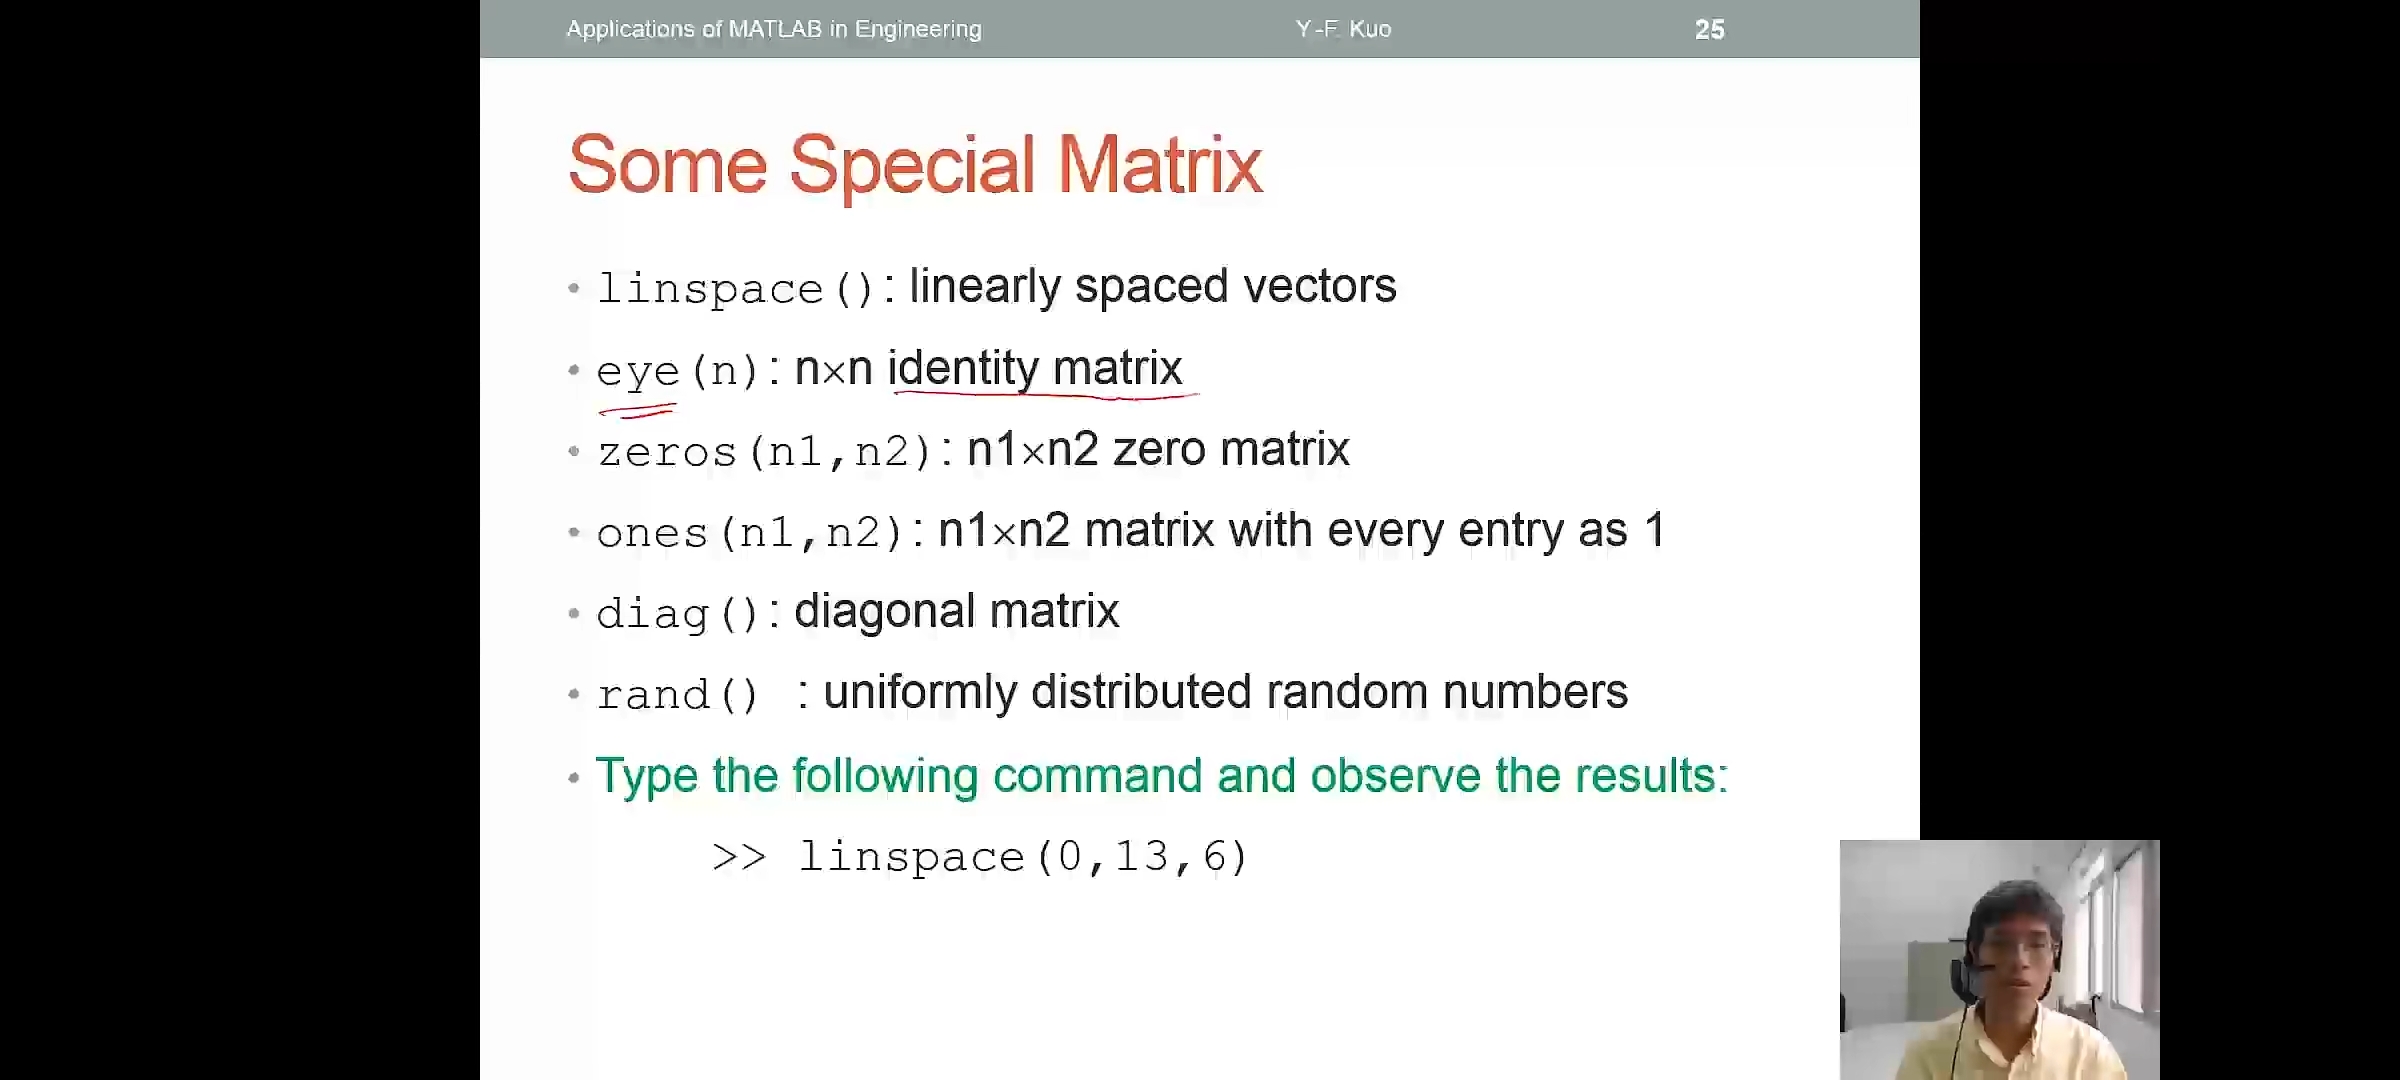 Applications of MATLAB in Engineering Y-F. Kuo 25
Some Special Matrix
• linspace(): linearly spaced vectors
• eye(n): n×n identity matrix
• zeros(n1,n2): n1×n2 zero matrix
• ones(n1,n2): n1×n2 matrix with every entry as 1
• diag(): diagonal matrix
• rand() : uniformly distributed random numbers
• Type the following command and observe the results:
>> linspace(0,13,6)